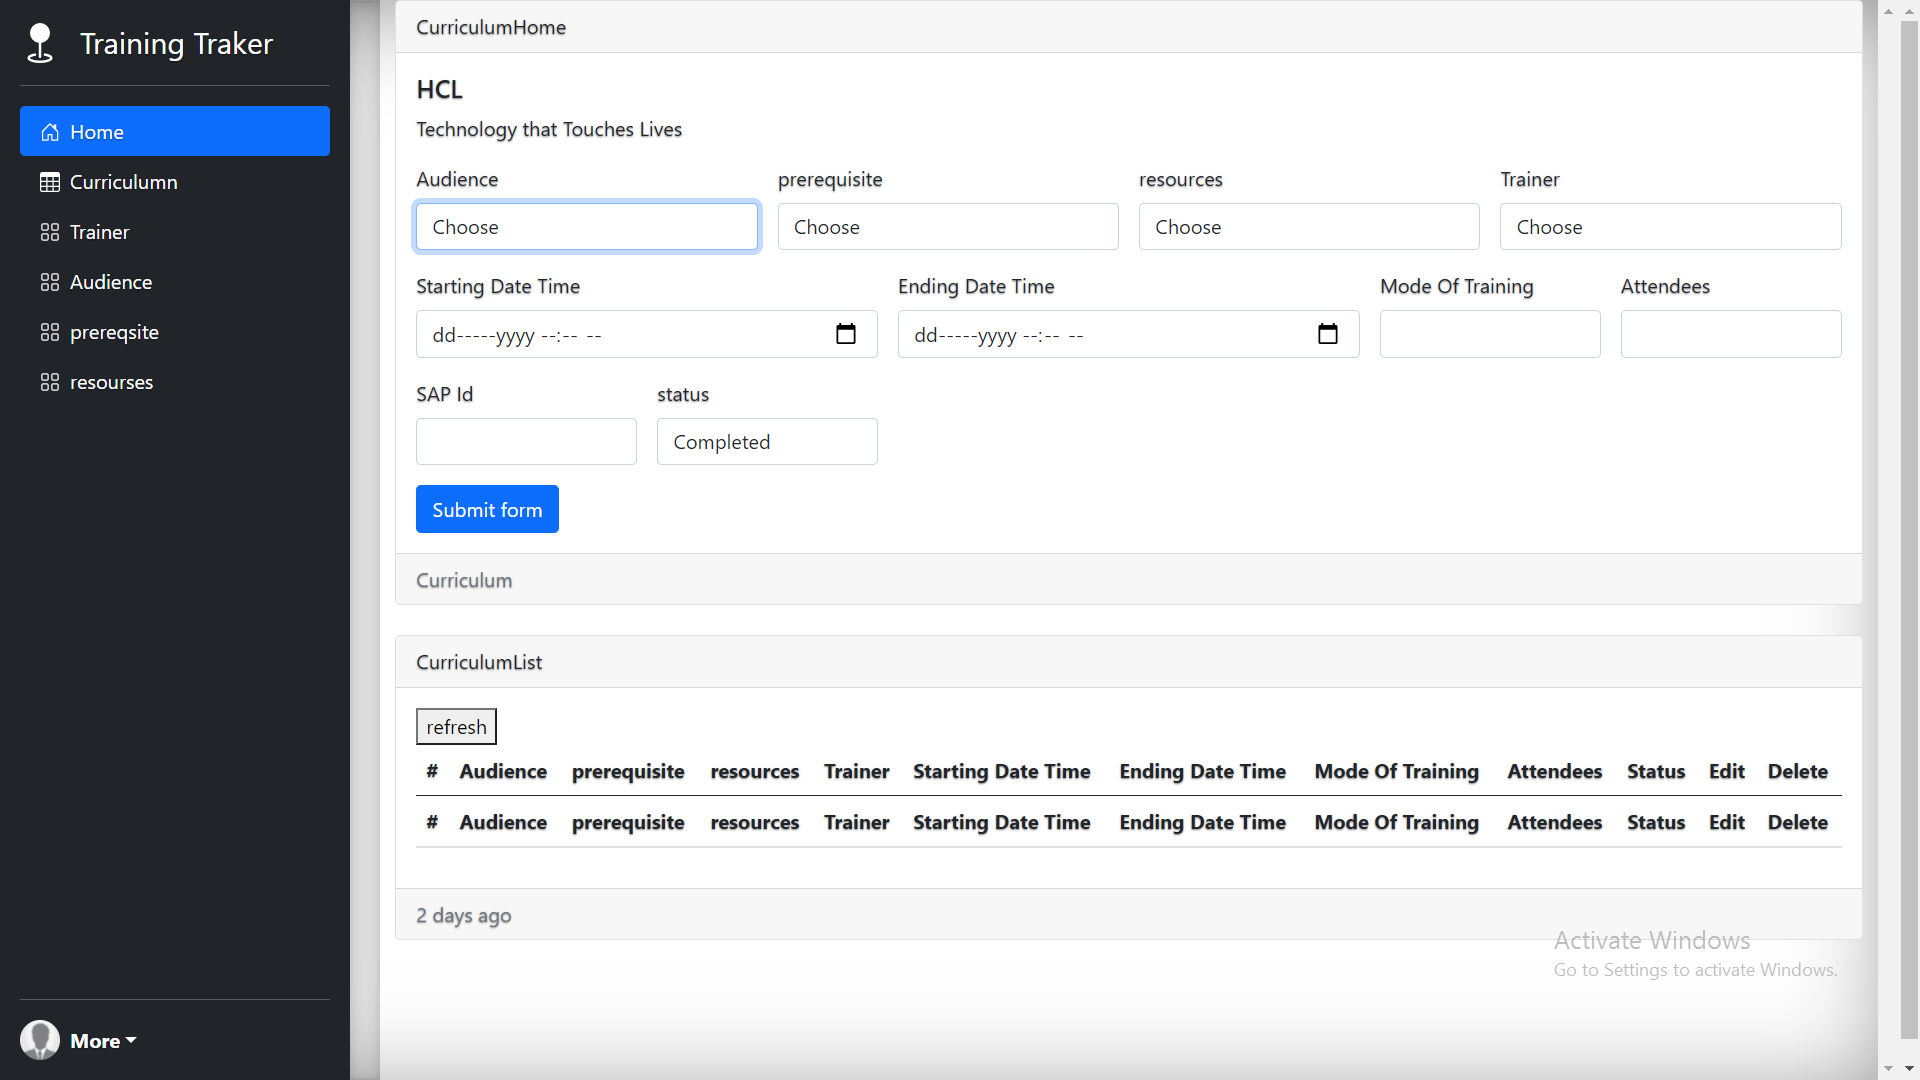 Training Traker
Home
Curriculumn
Trainer
Audience
prereqsite
resourses
More
CurriculumHome
HCL
Technology that Touches Lives
Audience prerequisite resources Trainer
Choose Choose Choose Choose
Starting Date Time Ending Date Time Mode Of Training Attendees
dd-----yyyy --:-- -- dd-----yyyy --:-- --
SAP Id status
Completed
Submit form
Curriculum
CurriculumList
refresh
# Audience prerequisite resources Trainer Starting Date Time Ending Date Time Mode Of Training Attendees Status Edit Delete
# Audience prerequisite resources Trainer Starting Date Time Ending Date Time Mode Of Training Attendees Status Edit Delete
2 days ago
Activate Windows
Go to Settings to activate Windows.